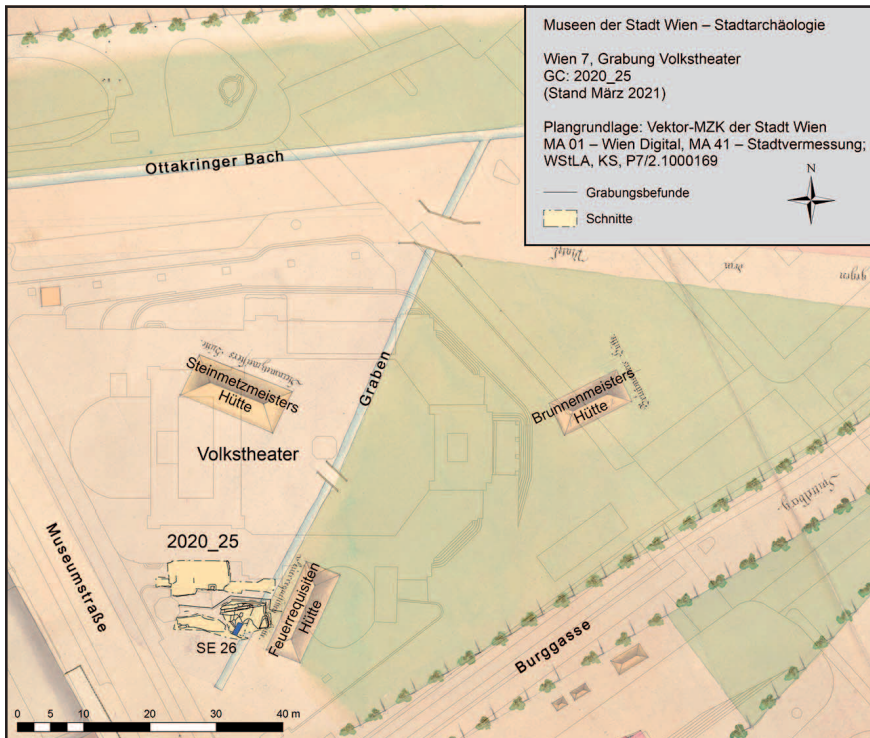 Museen der Stadt Wien – Stadtarchäologie
Wien 7, Grabung Volkstheater
GC: 2020_25
(Stand März 2021)
Plangrundlage: Vektor-MZK der Stadt Wien
MA 01 – Wien Digital, MA 41 – Stadtvermessung;
WStLA, KS, P7/2.1000169
N
Grabungsbefunde
Schnitte
Ottakringer Bach
gegen
Graben
Steinmetzmeisters
Hütte
Brunnenmeisters
Hütte
Volkstheater
Spittelberg.
2020_25
Museumstraße
Feuerrequisiten
Hütte
SE 26
Burggasse
0 10 20 30 40 m